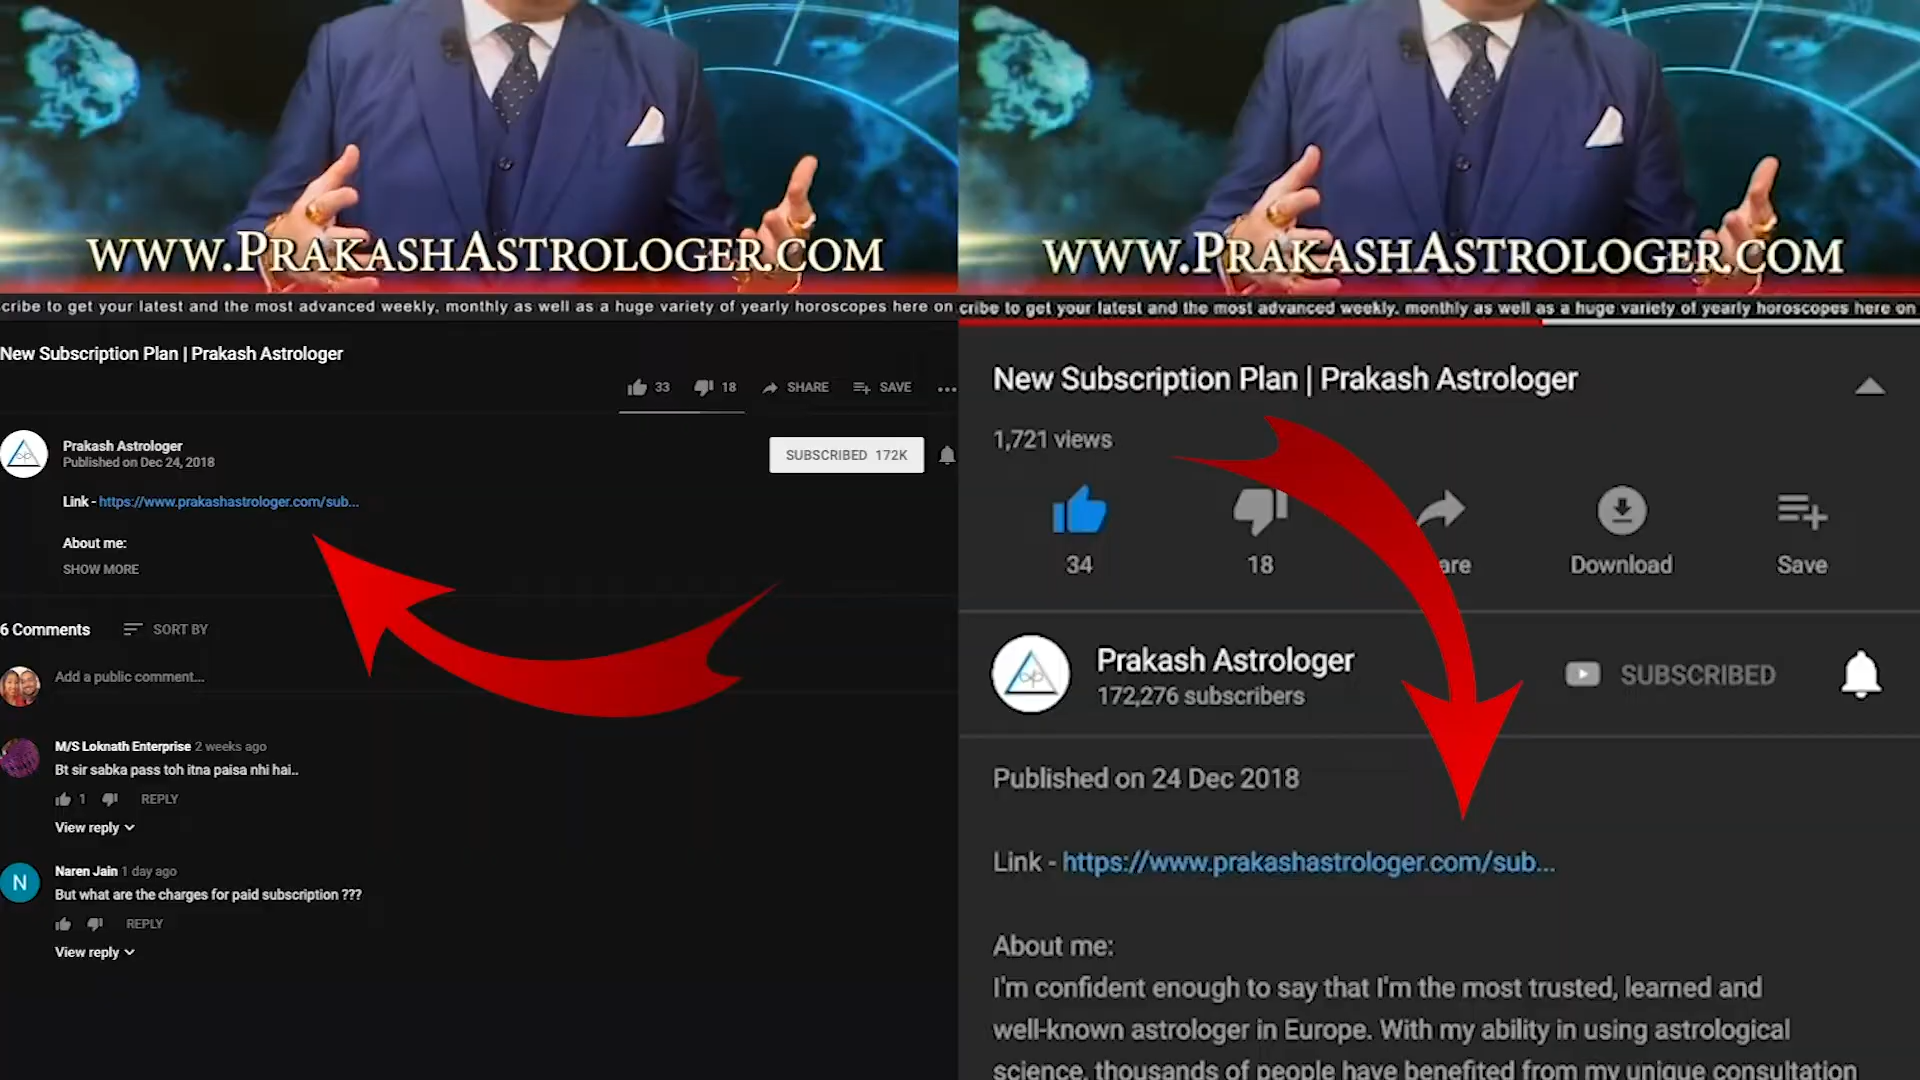 WWW.PRAKASHASTROLOGER.COM
cribe to get your latest and the most advanced weekly, monthly as well as a huge variety of yearly horoscopes here on
New Subscription Plan | Prakash Astrologer
33 18 SHARE SAVE
Prakash Astrologer
Published on Dec 24, 2018
SUBSCRIBED 172K
Link - https://www.prakashastrologer.com/sub...
About me:
SHOW MORE
6 Comments SORT BY
Add a public comment...
M/S Loknath Enterprise 2 weeks ago
Bt sir sabka pass toh itna paisa nhi hai..
1 REPLY
View reply
N
Naren Jain 1 day ago
But what are the charges for paid subscription ???
REPLY
View reply
WWW.PRAKASHASTROLOGER.COM
cribe to get your latest and the most advanced weekly, monthly as well as a huge variety of yearly horoscopes here on
New Subscription Plan | Prakash Astrologer
1,721 views
34 18 are Download Save
Prakash Astrologer
172,276 subscribers
SUBSCRIBED
Published on 24 Dec 2018
Link - https://www.prakashastrologer.com/sub...
About me:
I'm confident enough to say that I'm the most trusted, learned and
well-known astrologer in Europe. With my ability in using astrological
science, thousands of people have benefited from my unique consultation